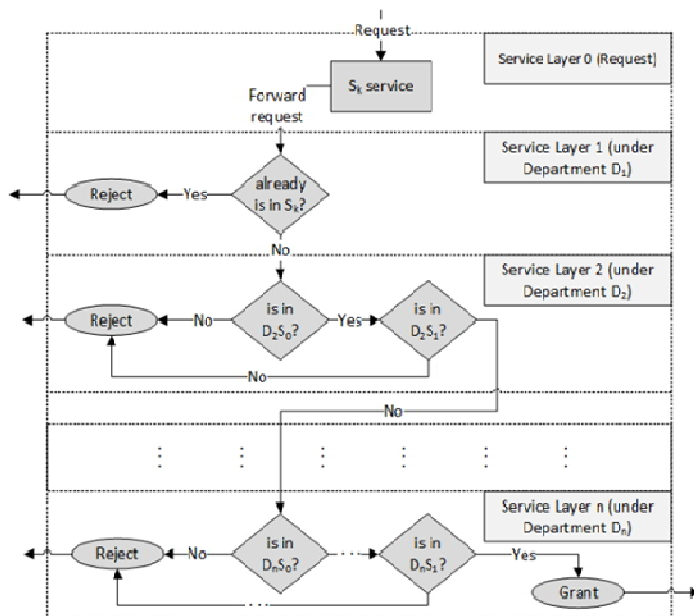 Request
Service Layer 0 (Request)
Sk service
Forward
request
Service Layer 1 (under
Department D1)
already
is in Sk?
Yes
Reject
No
Service Layer 2 (under
Department D2)
is in
D2S0?
Yes
is in
D2S1?
No
Reject
No
No
Service Layer n (under
Department Dn)
is in
DnS0?
is in
DnS1?
Yes
No
Reject
Grant